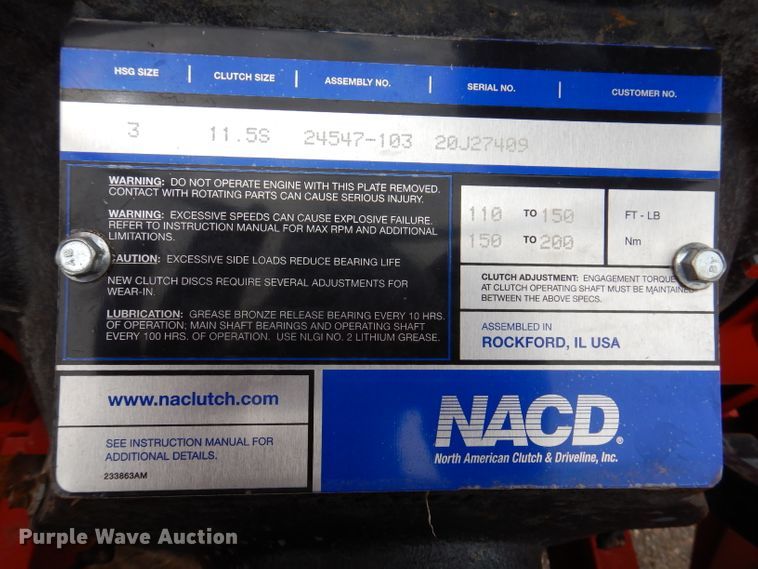 HSG SIZE CLUTCH SIZE ASSEMBLY NO. SERIAL NO. CUSTOMER NO.
3 11.5S 24547-103 20J27409
WARNING: DO NOT OPERATE ENGINE WITH THIS PLATE REMOVED.
CONTACT WITH ROTATING PARTS CAN CAUSE SERIOUS INJURY.
WARNING: EXCESSIVE SPEEDS CAN CAUSE EXPLOSIVE FAILURE.
REFER TO INSTRUCTION MANUAL FOR MAX RPM AND ADDITIONAL
LIMITATIONS.
CAUTION: EXCESSIVE SIDE LOADS REDUCE BEARING LIFE
NEW CLUTCH DISCS REQUIRE SEVERAL ADJUSTMENTS FOR
WEAR-IN.
LUBRICATION: GREASE BRONZE RELEASE BEARING EVERY 10 HRS.
OF OPERATION; MAIN SHAFT BEARINGS AND OPERATING SHAFT
EVERY 100 HRS. OF OPERATION. USE NLGI NO. 2 LITHIUM GREASE.
110 TO 150 FT - LB
150 TO 200 Nm
CLUTCH ADJUSTMENT: ENGAGEMENT TORQUE
AT CLUTCH OPERATING SHAFT MUST BE MAINTAINED
BETWEEN THE ABOVE SPECS.
ASSEMBLED IN
ROCKFORD, IL USA
www.naclutch.com
SEE INSTRUCTION MANUAL FOR
ADDITIONAL DETAILS.
233863AM
NACD®
North American Clutch & Driveline, Inc.
Purple Wave Auction